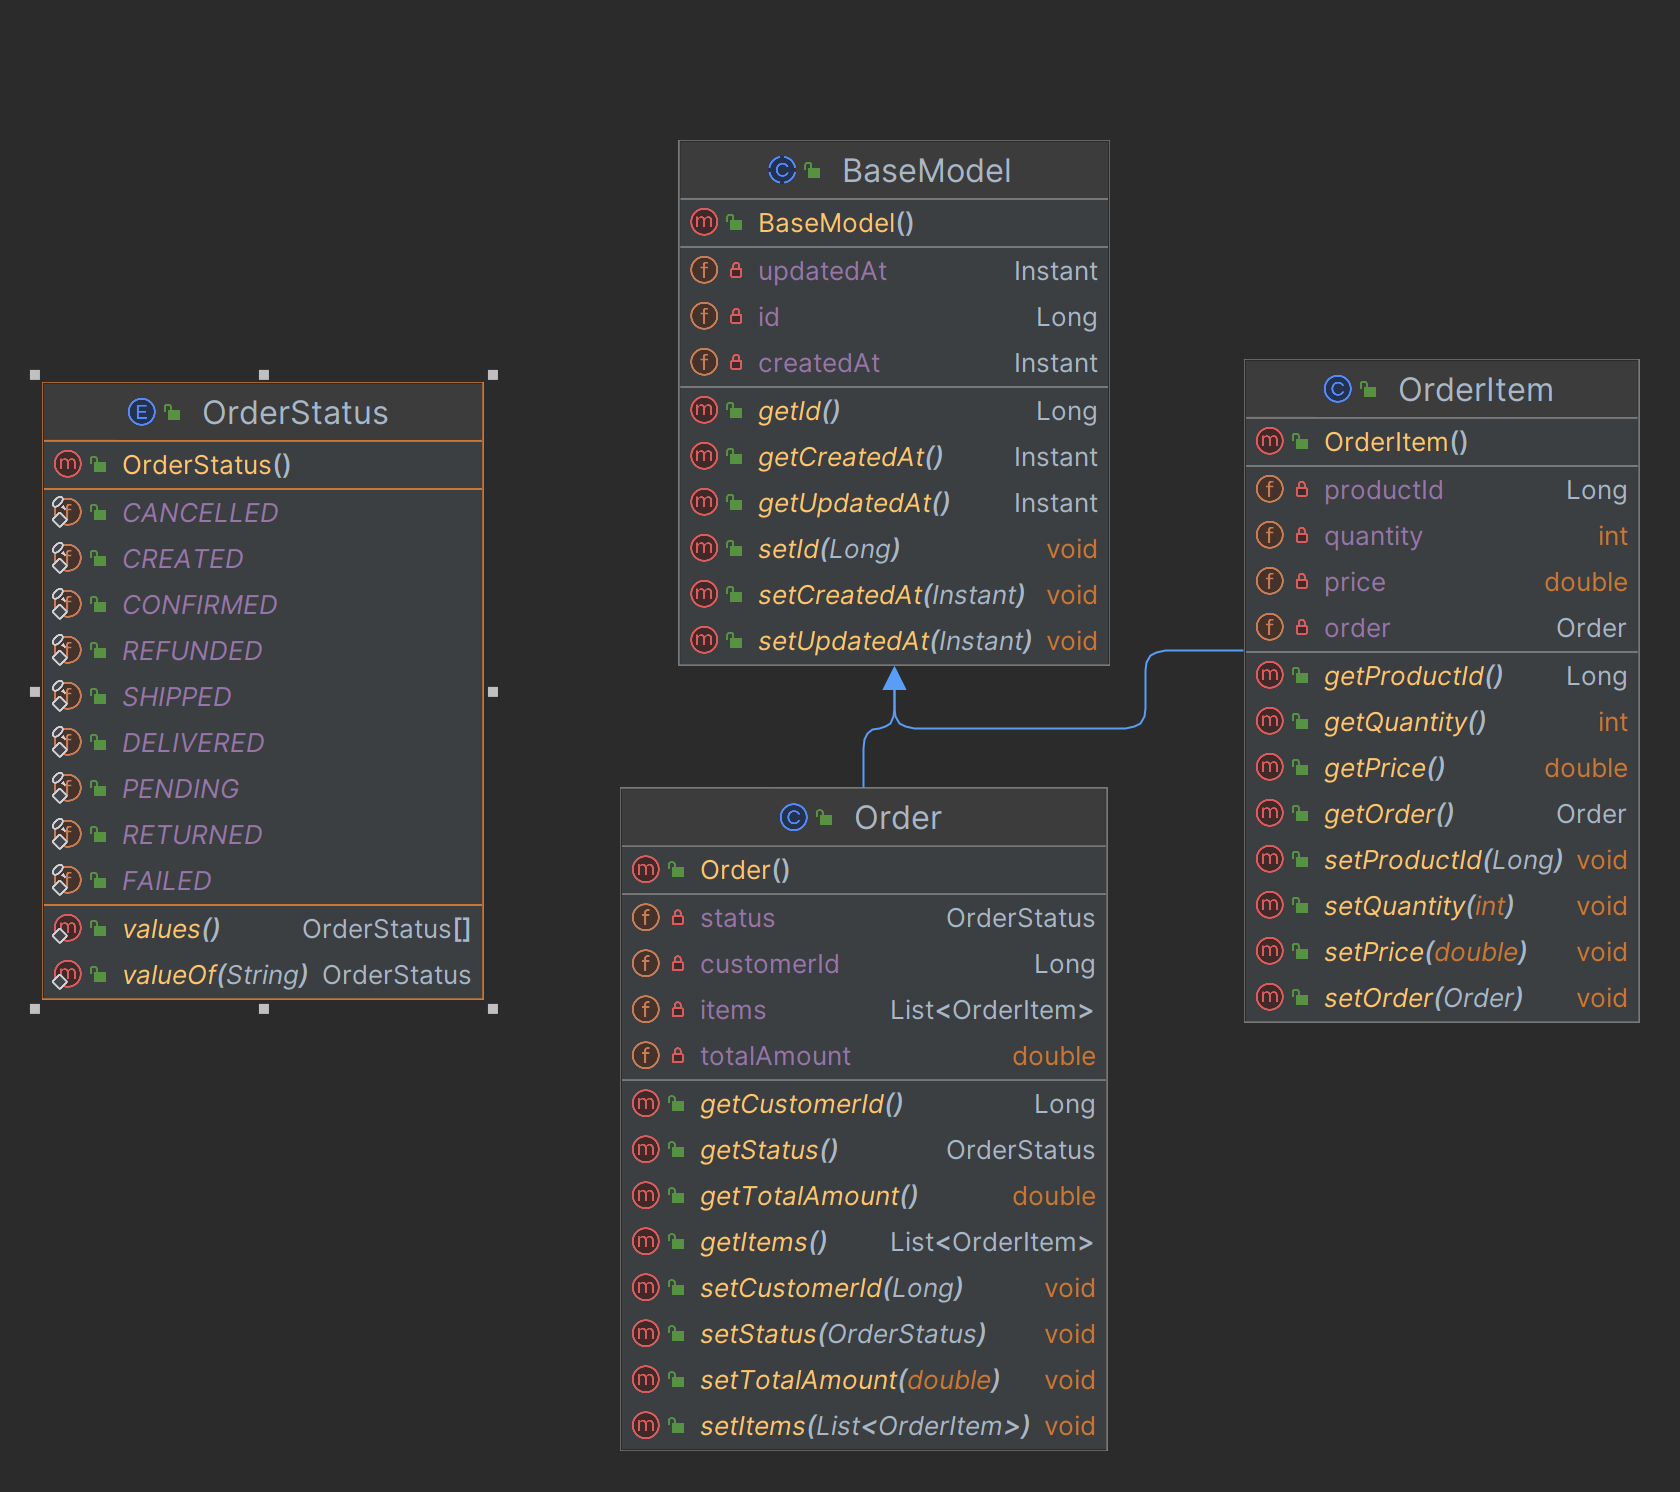 BaseModel
BaseModel()
updatedAt Instant
id Long
createdAt Instant
getId() Long
getCreatedAt() Instant
getUpdatedAt() Instant
setId(Long) void
setCreatedAt(Instant) void
setUpdatedAt(Instant) void
OrderStatus
OrderStatus()
CANCELLED
CREATED
CONFIRMED
REFUNDED
SHIPPED
DELIVERED
PENDING
RETURNED
FAILED
values() OrderStatus[]
valueOf(String) OrderStatus
OrderItem
OrderItem()
productId Long
quantity int
price double
order Order
getProductId() Long
getQuantity() int
getPrice() double
getOrder() Order
setProductId(Long) void
setQuantity(int) void
setPrice(double) void
setOrder(Order) void
Order
Order()
status OrderStatus
customerId Long
items List<OrderItem>
totalAmount double
getCustomerId() Long
getStatus() OrderStatus
getTotalAmount() double
getItems() List<OrderItem>
setCustomerId(Long) void
setStatus(OrderStatus) void
setTotalAmount(double) void
setItems(List<OrderItem>) void